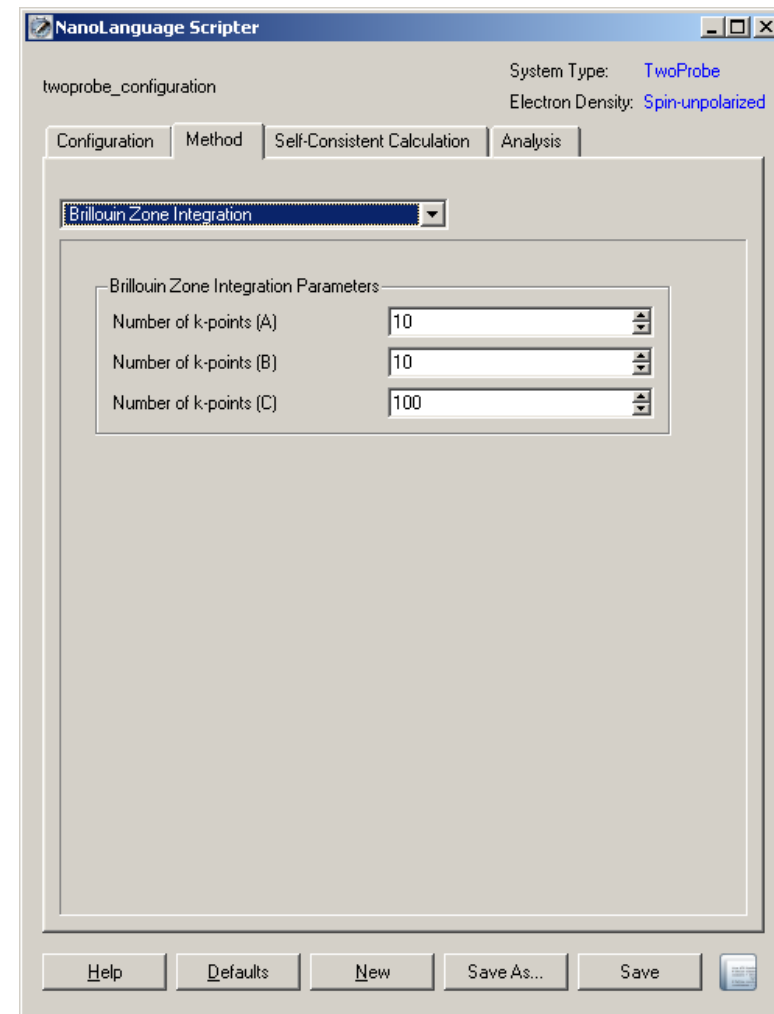 NanoLanguage Scripter
twoprobe_configuration
System Type: TwoProbe
Electron Density: Spin-unpolarized
Configuration Method Self-Consistent Calculation Analysis
Brillouin Zone Integration
Brillouin Zone Integration Parameters
Number of k-points (A) 10
Number of k-points (B) 10
Number of k-points (C) 100
Help Defaults New Save As... Save